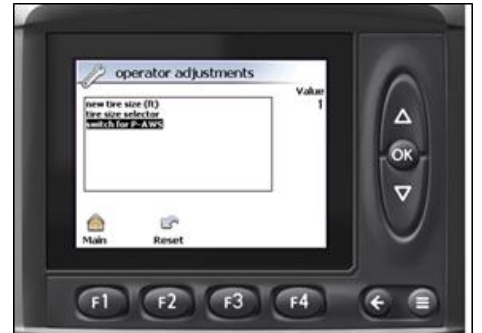 operator adjustments
Value
1
new tire size (ft)
tire size selector
switch for P-AWS
Main
Reset
OK
F1
F2
F3
F4